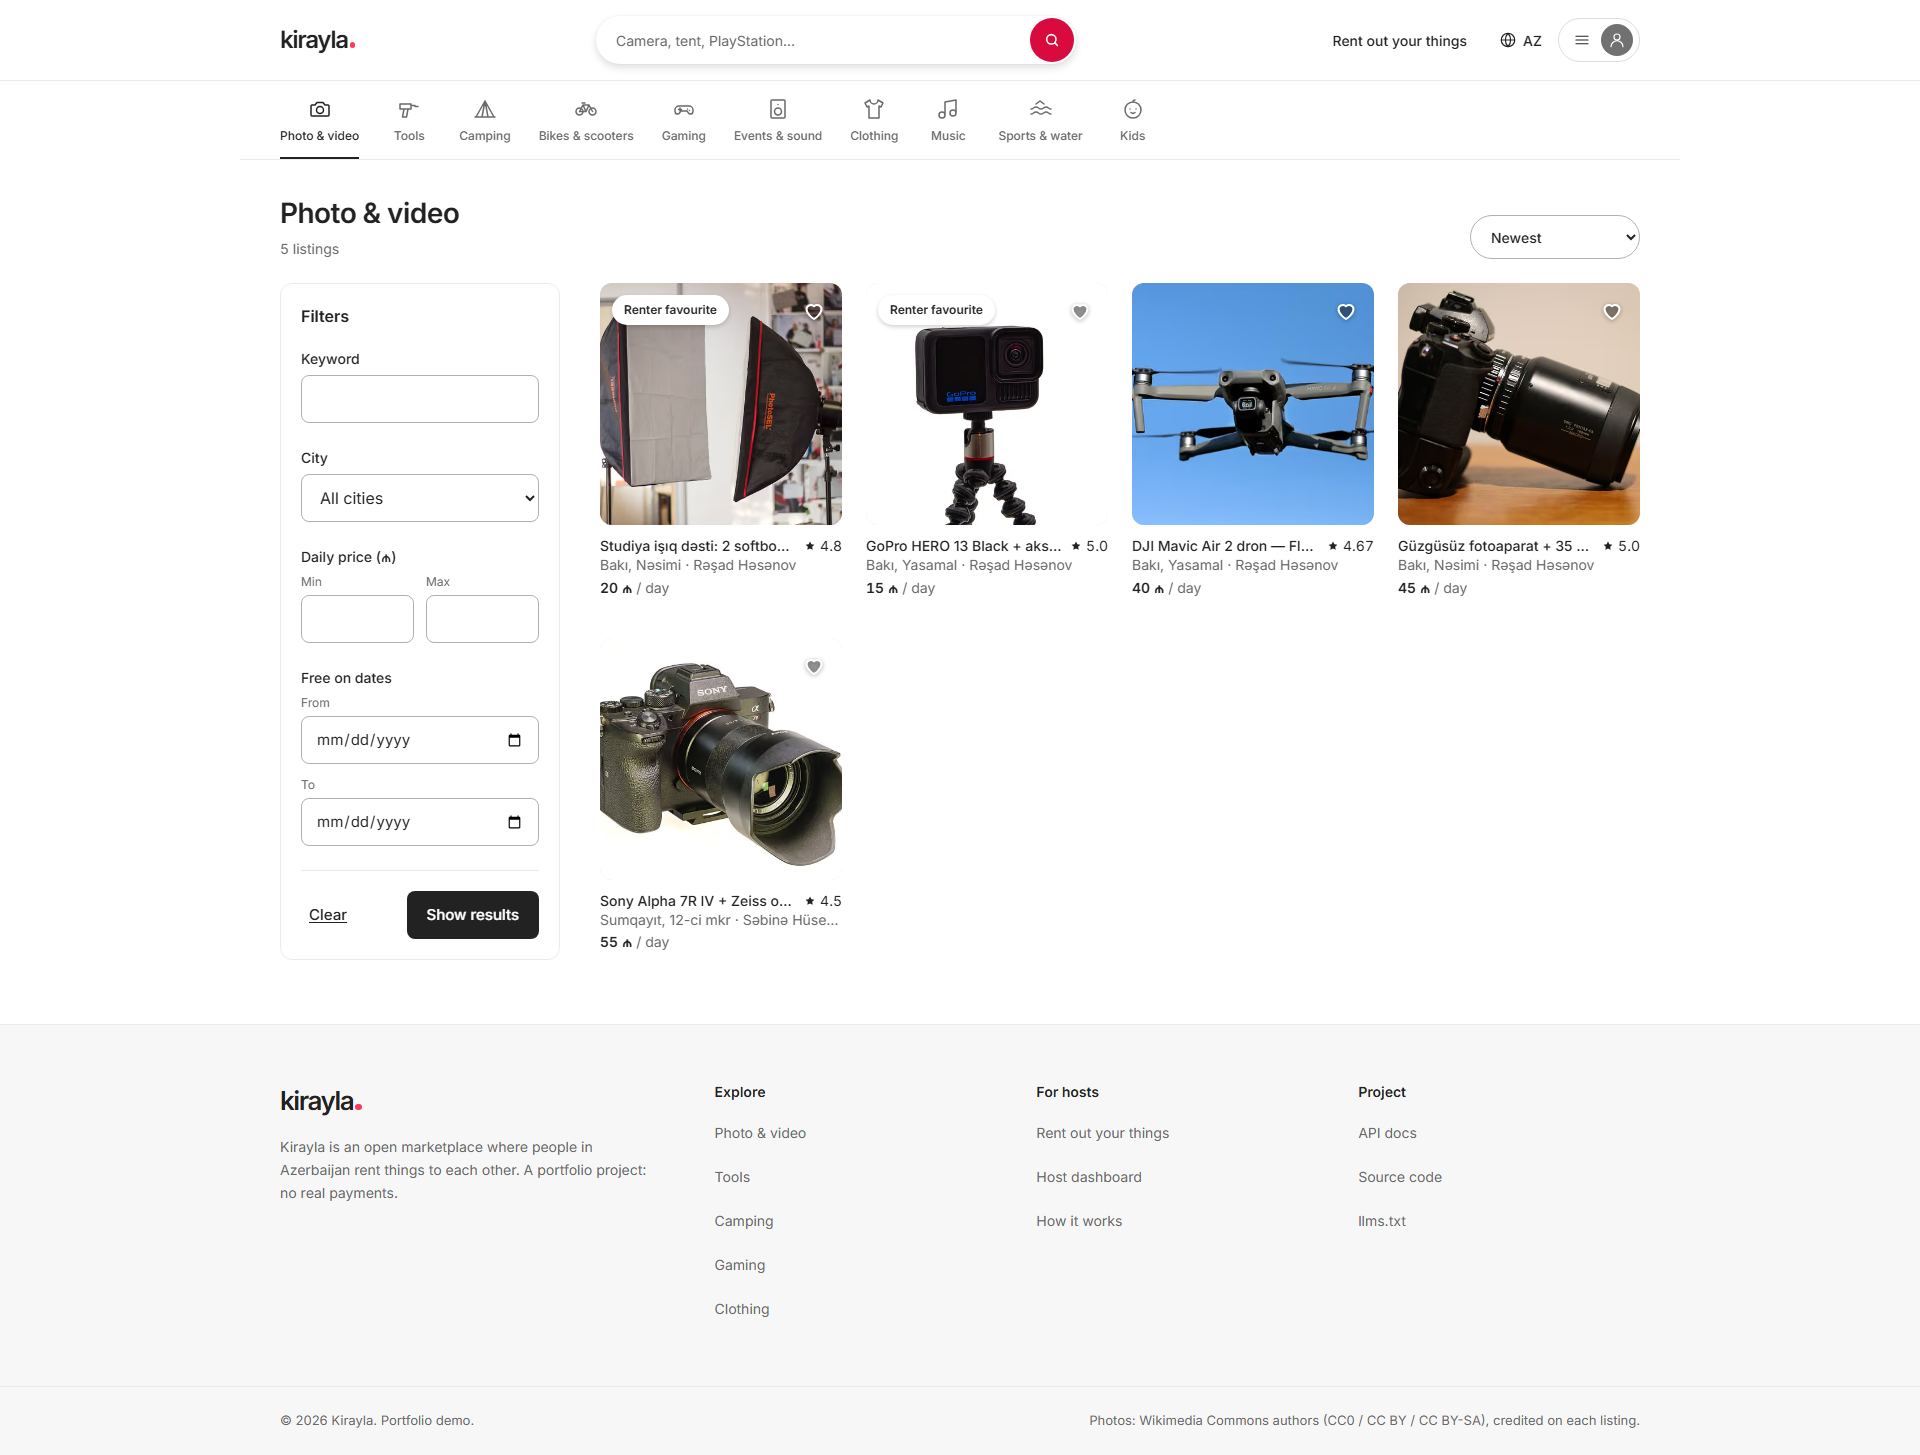 kirayla.
Camera, tent, PlayStation...
Rent out your things
AZ
Photo & video
Tools
Camping
Bikes & scooters
Gaming
Events & sound
Clothing
Music
Sports & water
Kids
Photo & video
5 listings
Newest
Filters
Keyword
City
All cities
Daily price (₼)
Min
Max
Free on dates
From
mm/dd/yyyy
To
mm/dd/yyyy
Clear
Show results
Renter favourite
Studiya işıq dəsti: 2 softbo... ★ 4.8
Bakı, Nəsimi · Rəşad Həsənov
20 ₼ / day
Renter favourite
GoPro
GoPro HERO 13 Black + aks... ★ 5.0
Bakı, Yasamal · Rəşad Həsənov
15 ₼ / day
DJI Mavic Air 2 dron — Fl... ★ 4.67
Bakı, Yasamal · Rəşad Həsənov
40 ₼ / day
Güzgüsüz fotoaparat + 35 ... ★ 5.0
Bakı, Nəsimi · Rəşad Həsənov
45 ₼ / day
SONY
Sony Alpha 7R IV + Zeiss o... ★ 4.5
Sumqayıt, 12-ci mkr · Səbinə Hüse...
55 ₼ / day
kirayla.
Kirayla is an open marketplace where people in
Azerbaijan rent things to each other. A portfolio project:
no real payments.
Explore
Photo & video
Tools
Camping
Gaming
Clothing
For hosts
Rent out your things
Host dashboard
How it works
Project
API docs
Source code
llms.txt
© 2026 Kirayla. Portfolio demo.
Photos: Wikimedia Commons authors (CC0 / CC BY / CC BY-SA), credited on each listing.